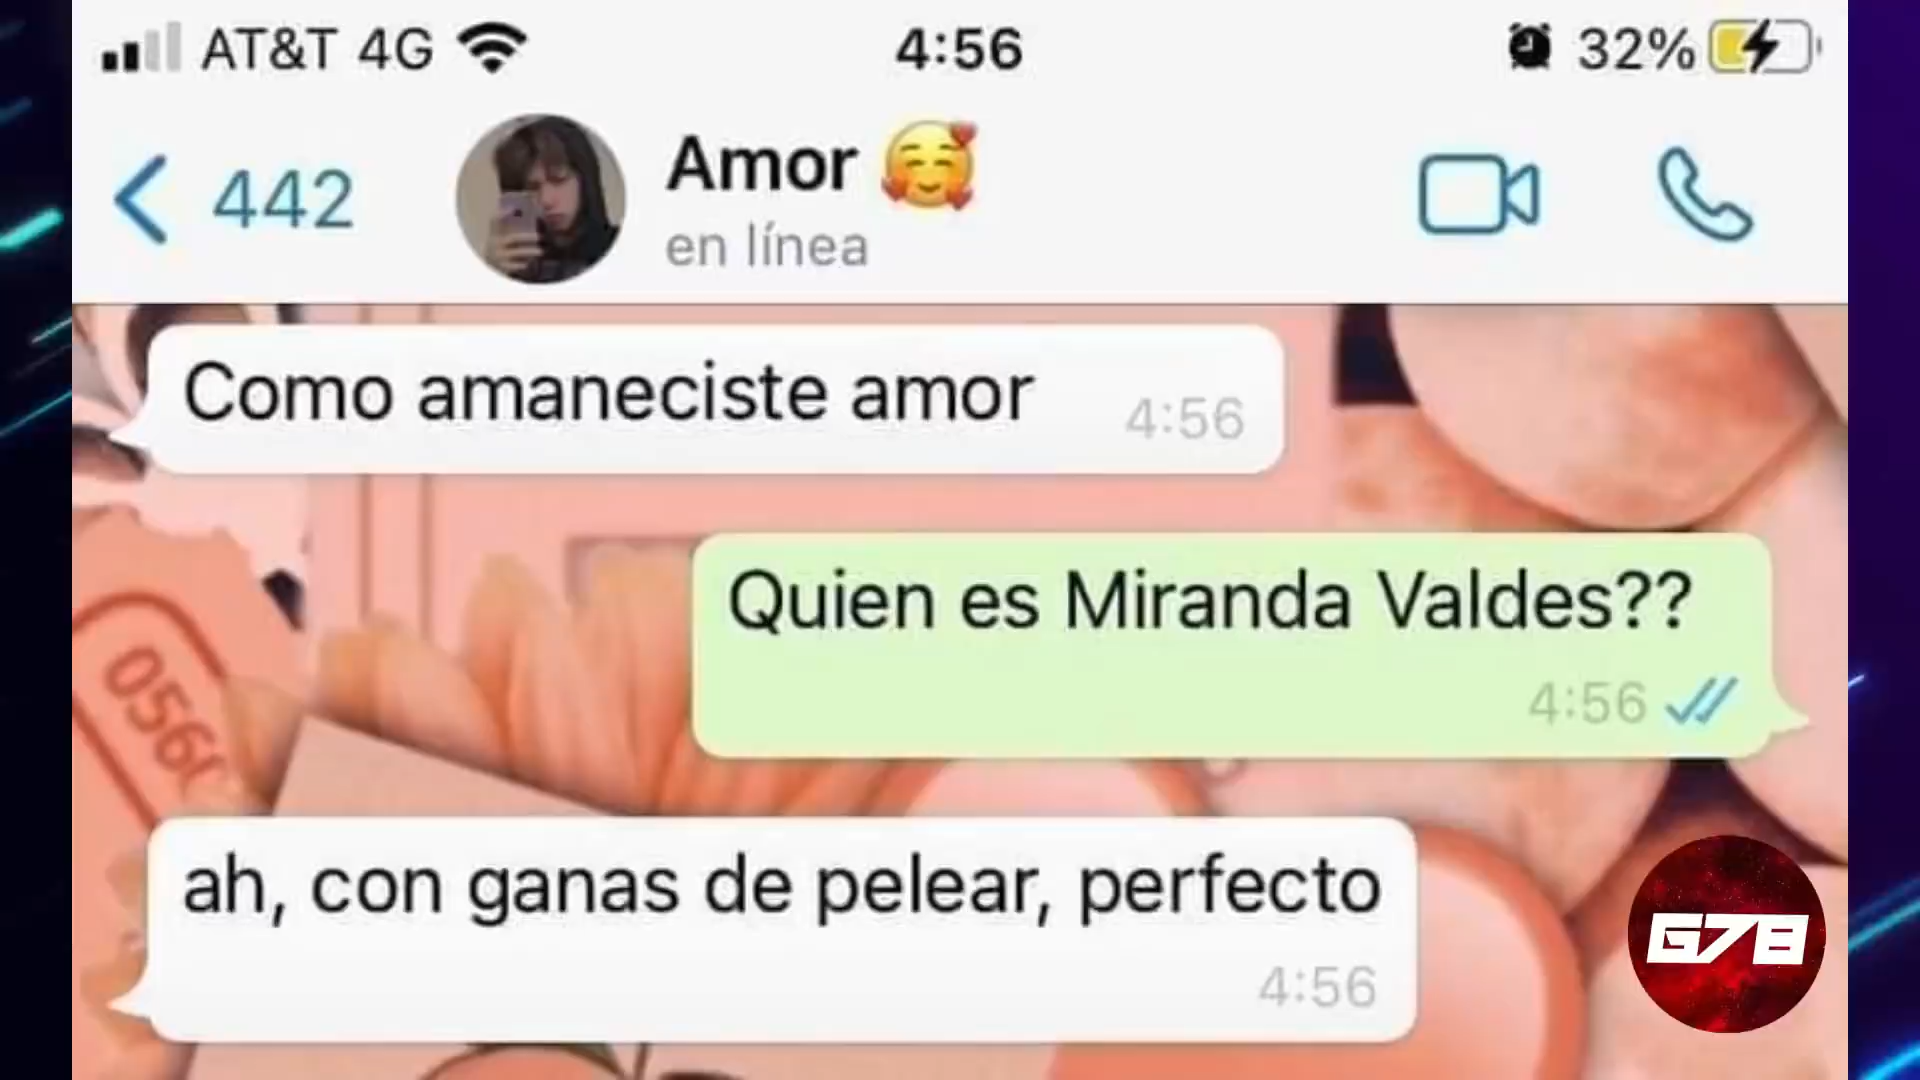 AT&T 4G 4:56 32%
442 Amor
en línea
Como amaneciste amor 4:56
Quien es Miranda Valdes??
4:56
ah, con ganas de pelear, perfecto
4:56
G78